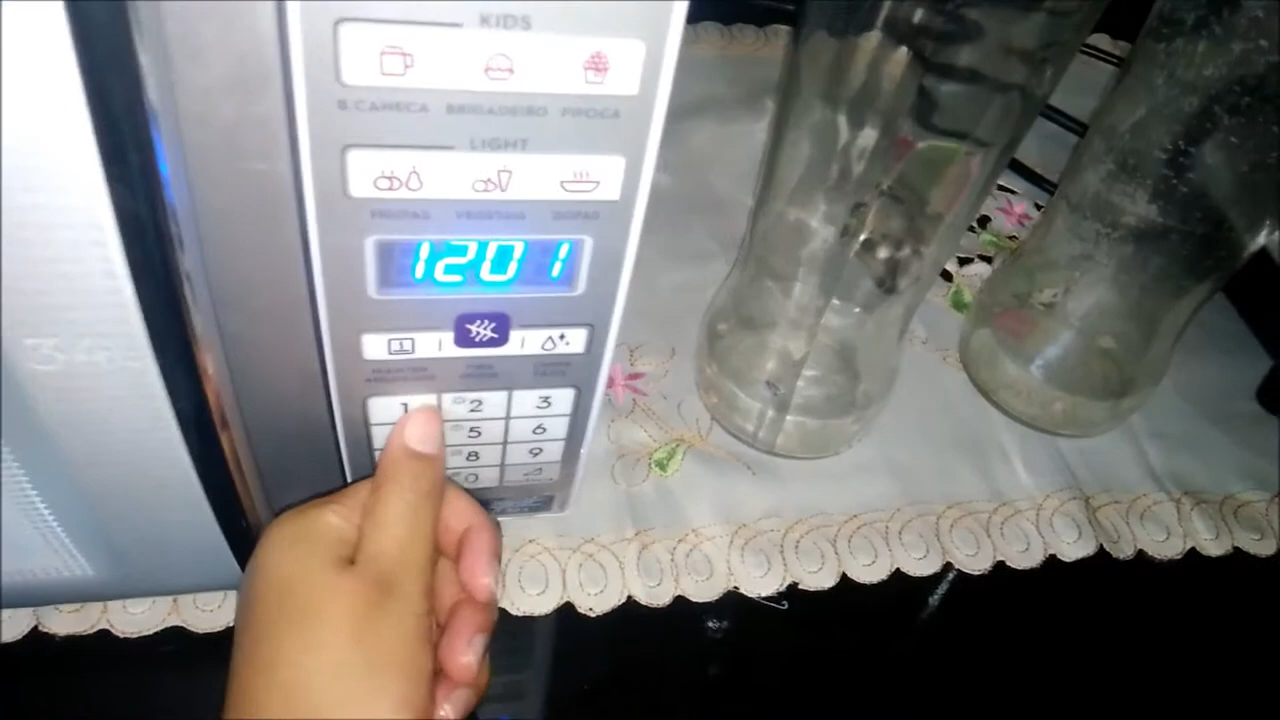 KIDS
B.CANECA BRIGADEIRO PIPOCA
LIGHT
FRUTAS VEGETAIS SOPAS
1201
1 2 3
5 6
8 9
0